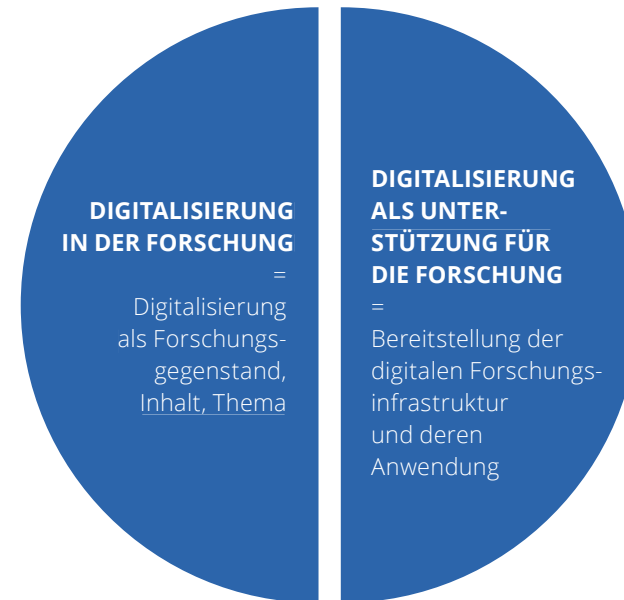 DIGITALISIERUNG
IN DER FORSCHUNG
=
Digitalisierung
als Forschungs-
gegenstand,
Inhalt, Thema
DIGITALISIERUNG
ALS UNTER-
STÜTZUNG FÜR
DIE FORSCHUNG
=
Bereitstellung der
digitalen Forschungs-
infrastruktur
und deren
Anwendung